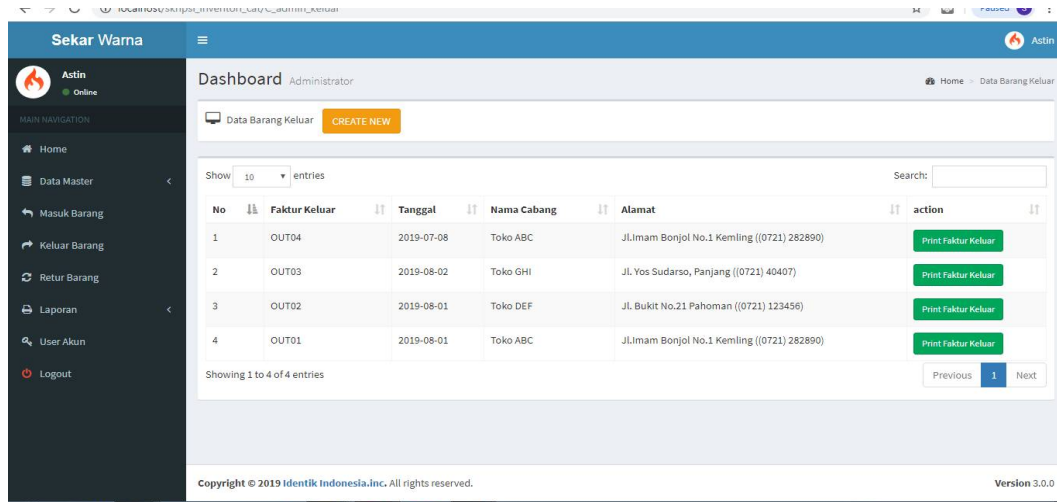 Sekar Warna
Astin
Astin
Online
Dashboard Administrator
Home > Data Barang Keluar
MAIN NAVIGATION
Home
Data Master
Masuk Barang
Keluar Barang
Retur Barang
Laporan
User Akun
Logout
Data Barang Keluar CREATE NEW
Show 10 entries Search:
No Faktur Keluar Tanggal Nama Cabang Alamat action
1 OUT04 2019-07-08 Toko ABC Jl.Imam Bonjol No.1 Kemling ((0721) 282890) Print Faktur Keluar
2 OUT03 2019-08-02 Toko GHI Jl. Yos Sudarso, Panjang ((0721) 40407) Print Faktur Keluar
3 OUT02 2019-08-01 Toko DEF Jl. Bukit No.21 Pahoman ((0721) 123456) Print Faktur Keluar
4 OUT01 2019-08-01 Toko ABC Jl.Imam Bonjol No.1 Kemling ((0721) 282890) Print Faktur Keluar
Showing 1 to 4 of 4 entries
Previous 1 Next
Copyright © 2019 Identik Indonesia.inc. All rights reserved.
Version 3.0.0